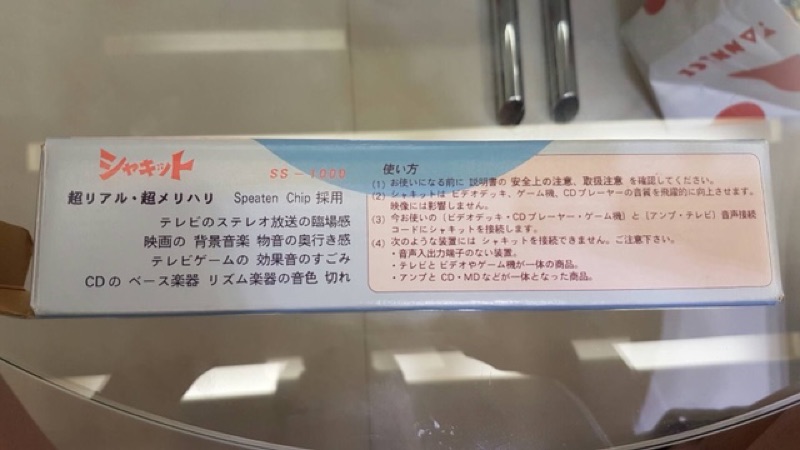 シャキット
SS-1000
超リアル・超メリハリ Speaten Chip 採用
テレビのステレオ放送の臨場感
映画の 背景音楽 物音の奥行き感
テレビゲームの 効果音のすごみ
CDの ベース楽器 リズム楽器の音色 切れ
使い方
(1) お使いになる前に 説明書の 安全上の注意、取扱注意 を確認してください。
(2) シャキットは ビデオデッキ、ゲーム機、CDプレーヤーの音質を飛躍的に向上させます。
映像には影響しません。
(3) 今お使いの〔ビデオデッキ・CDプレーヤー・ゲーム機〕と〔アンプ・テレビ〕音声接続
コードにシャキットを接続します。
(4) 次のような装置には シャキットを接続できません。ご注意下さい。
・音声入出力端子のない装置。
・テレビと ビデオやゲーム機が一体の商品。
・アンプと CD・MDなどが一体となった商品。